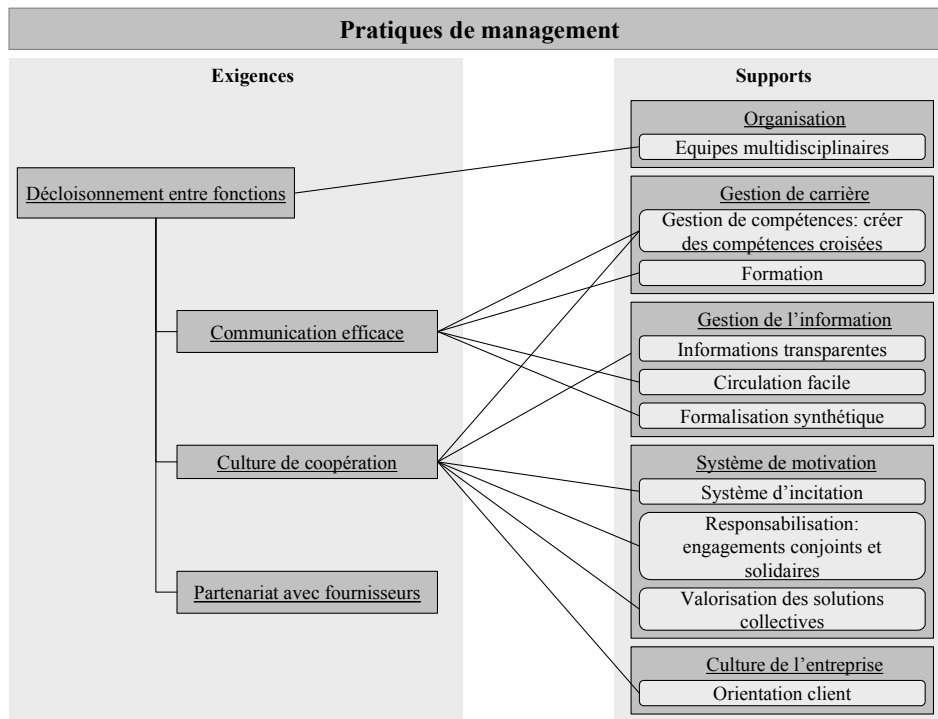 Pratiques de management
Exigences
Décloisonnement entre fonctions
Communication efficace
Culture de coopération
Partenariat avec fournisseurs
Supports
Organisation
Equipes multidisciplinaires
Gestion de carrière
Gestion de compétences: créer
des compétences croisées
Formation
Gestion de l’information
Informations transparentes
Circulation facile
Formalisation synthétique
Système de motivation
Système d’incitation
Responsabilisation:
engagements conjoints et
solidaires
Valorisation des solutions
collectives
Culture de l’entreprise
Orientation client